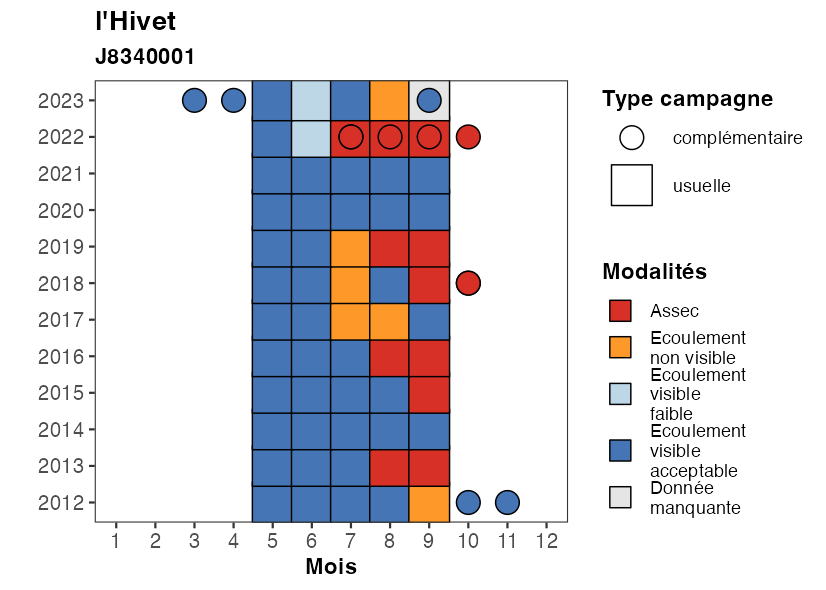 l'Hivet
J8340001
2023
2022
2021
2020
2019
2018
2017
2016
2015
2014
2013
2012
1 2 3 4 5 6 7 8 9 10 11 12
Mois
Type campagne
complémentaire
usuelle
Modalités
Assec
Ecoulement
non visible
Ecoulement
visible
faible
Ecoulement
visible
acceptable
Donnée
manquante